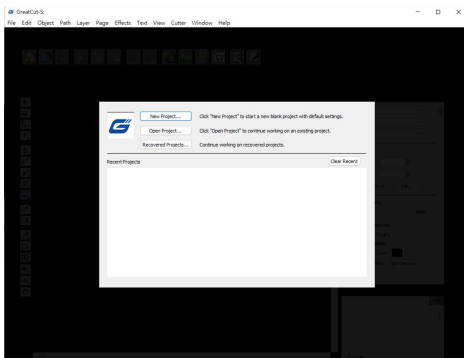 GreatCut-S:
File Edit Object Path Layer Page Effects Text View Cutter Window Help
New Project... Click "New Project" to start a new blank project with default settings.
Open Project... Click "Open Project" to continue working on an existing project.
Recovered Projects... Continue working on recovered projects.
Recent Projects Clear Recent